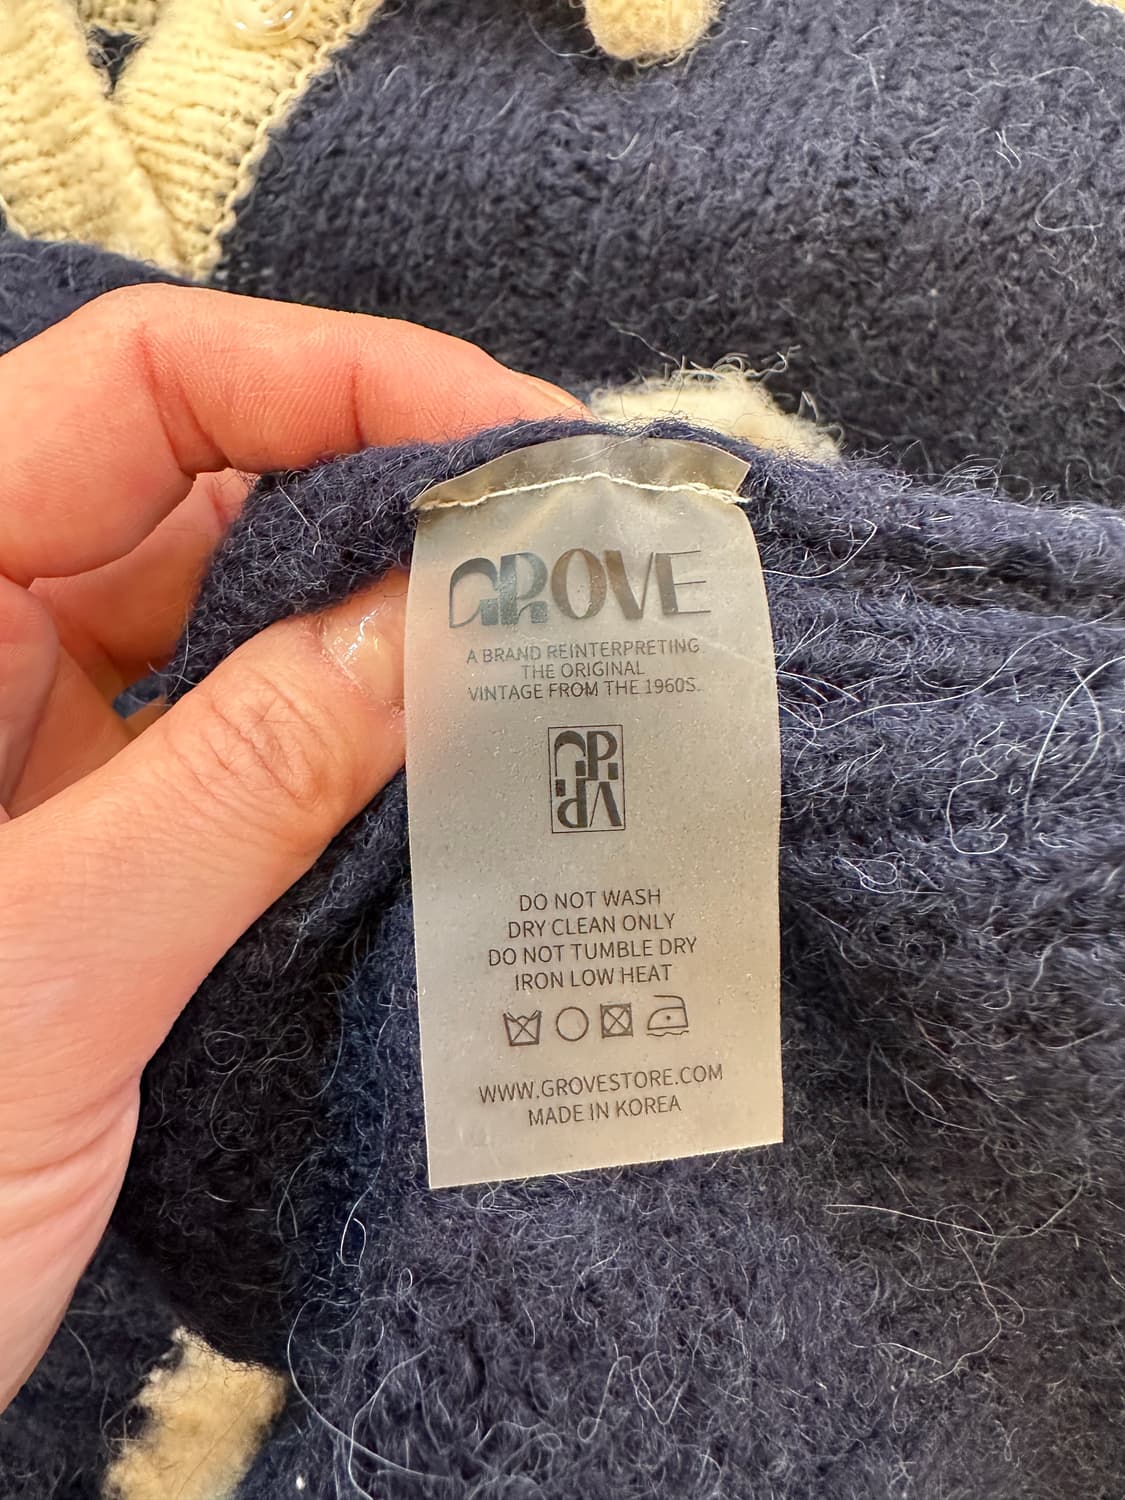 GROVE
A BRAND REINTERPRETING
THE ORIGINAL
VINTAGE FROM THE 1960S.
DO NOT WASH
DRY CLEAN ONLY
DO NOT TUMBLE DRY
IRON LOW HEAT
WWW.GROVESTORE.COM
MADE IN KOREA